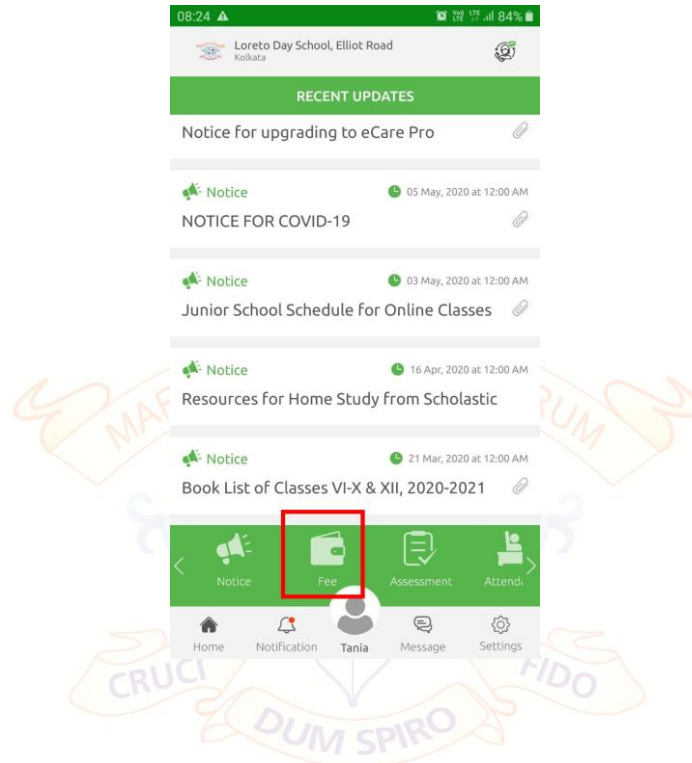 08:24
Vo))
LTE
LTE
84%
Loreto Day School, Elliot Road
Kolkata
RECENT UPDATES
Notice for upgrading to eCare Pro
Notice
05 May, 2020 at 12:00 AM
NOTICE FOR COVID-19
Notice
03 May, 2020 at 12:00 AM
Junior School Schedule for Online Classes
Notice
16 Apr, 2020 at 12:00 AM
Resources for Home Study from Scholastic
Notice
21 Mar, 2020 at 12:00 AM
Book List of Classes VI-X & XII, 2020-2021
Notice
Fee
Assessment
Attend
Home
Notification
Tania
Message
Settings
CRUCI
DUM SPIRO
FIDO